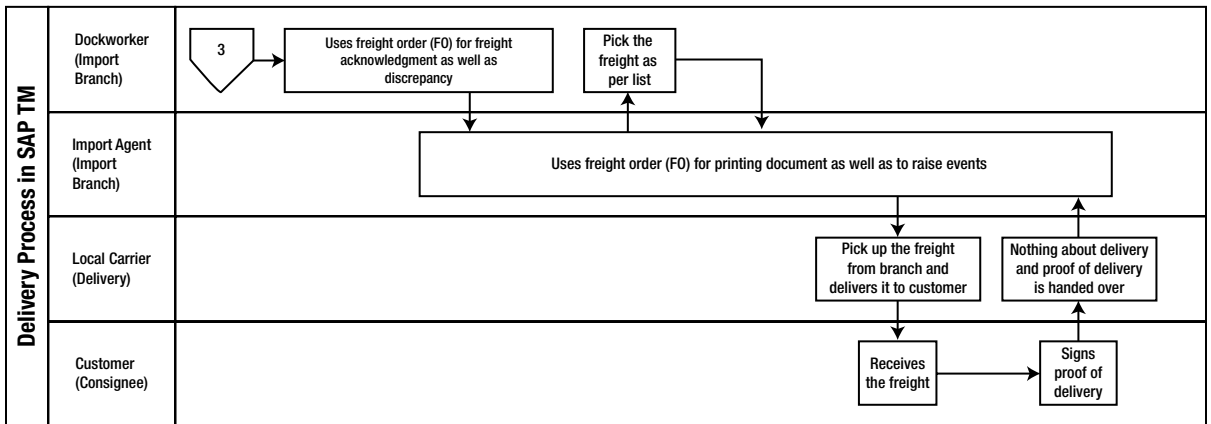 Delivery Process in SAP TM
Dockworker
(Import
Branch)
3
Uses freight order (FO) for freight
acknowledgment as well as
discrepancy
Pick the
freight as
per list
Import Agent
(Import
Branch)
Uses freight order (FO) for printing document as well as to raise events
Local Carrier
(Delivery)
Pick up the freight
from branch and
delivers it to customer
Nothing about delivery
and proof of delivery
is handed over
Customer
(Consignee)
Receives
the freight
Signs
proof of
delivery